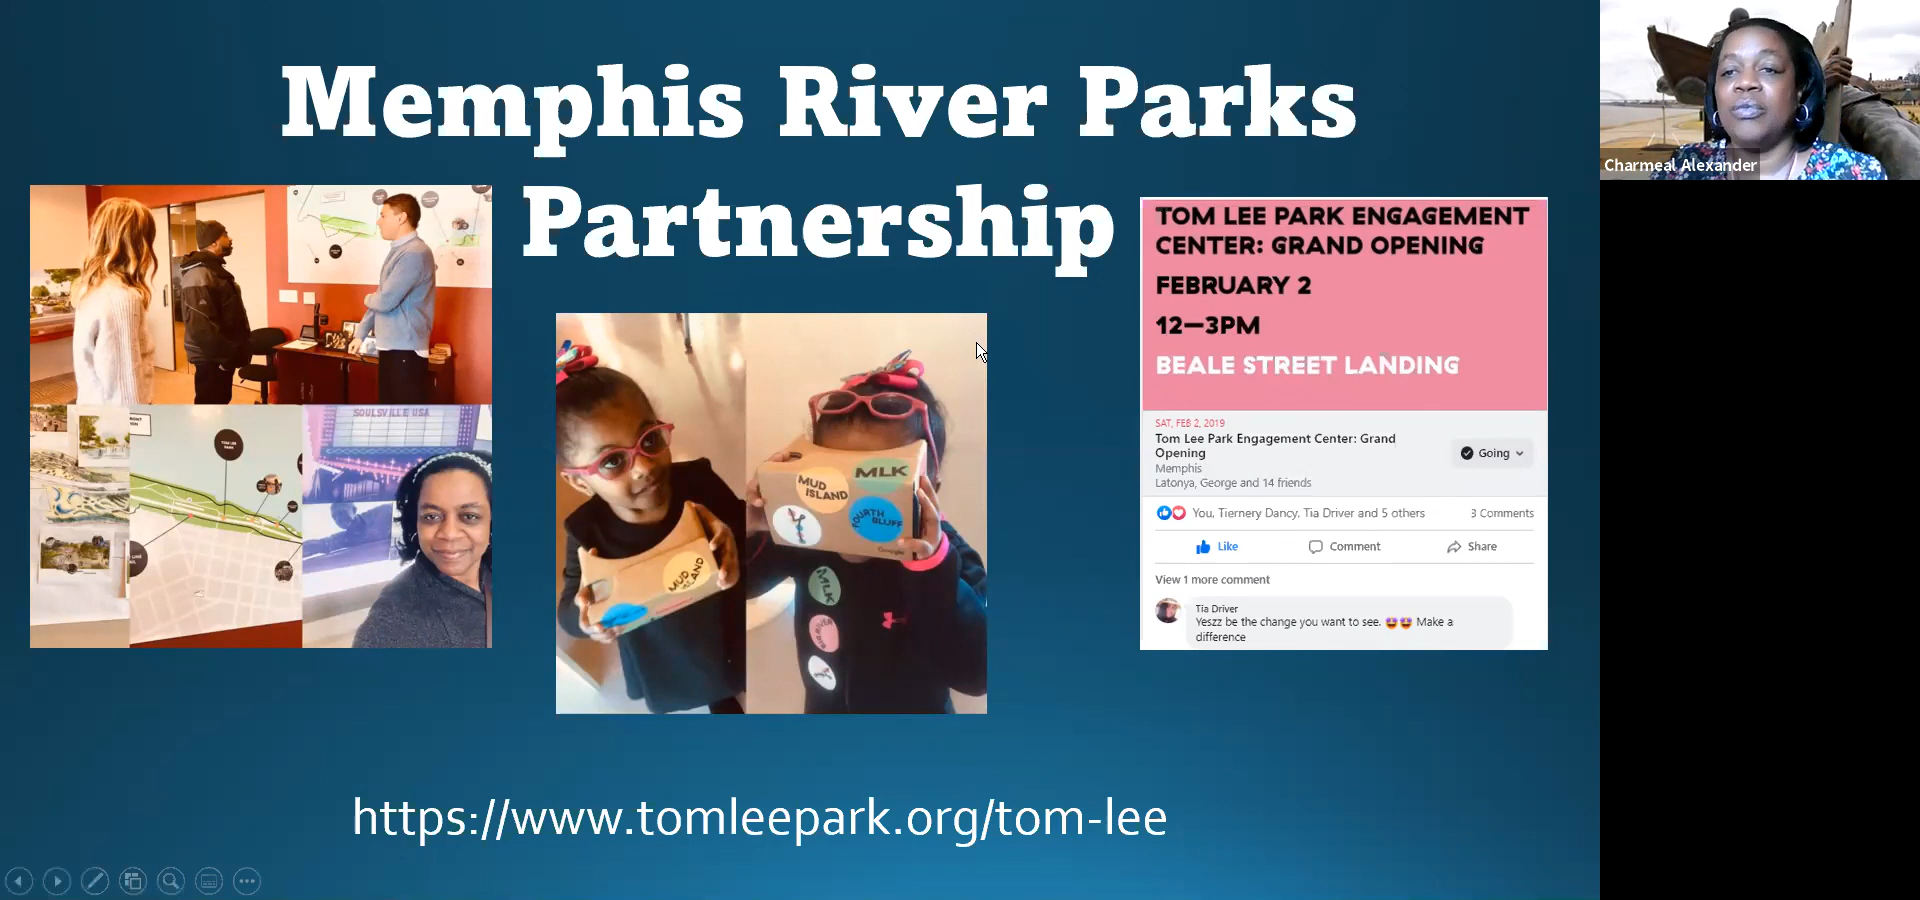 Memphis River Parks
Partnership
Charmeal Alexander
TOM LEE PARK ENGAGEMENT
CENTER: GRAND OPENING
FEBRUARY 2
12—3PM
BEALE STREET LANDING
SAT, FEB 2, 2019
Tom Lee Park Engagement Center: Grand
Opening
Going
Memphis
Latonya, George and 14 friends
You, Tiernery Dancy, Tia Driver and 5 others
3 Comments
Like
Comment
Share
View 1 more comment
Tia Driver
Yeszz be the change you want to see. 🤩🤩 Make a
difference
SOULSVILLE USA
TOM LEE
PARK
MUD
ISLAND
MLK
FOURTH
BLUFF
MUD
ISLAND
MLK
https://www.tomleepark.org/tom-lee